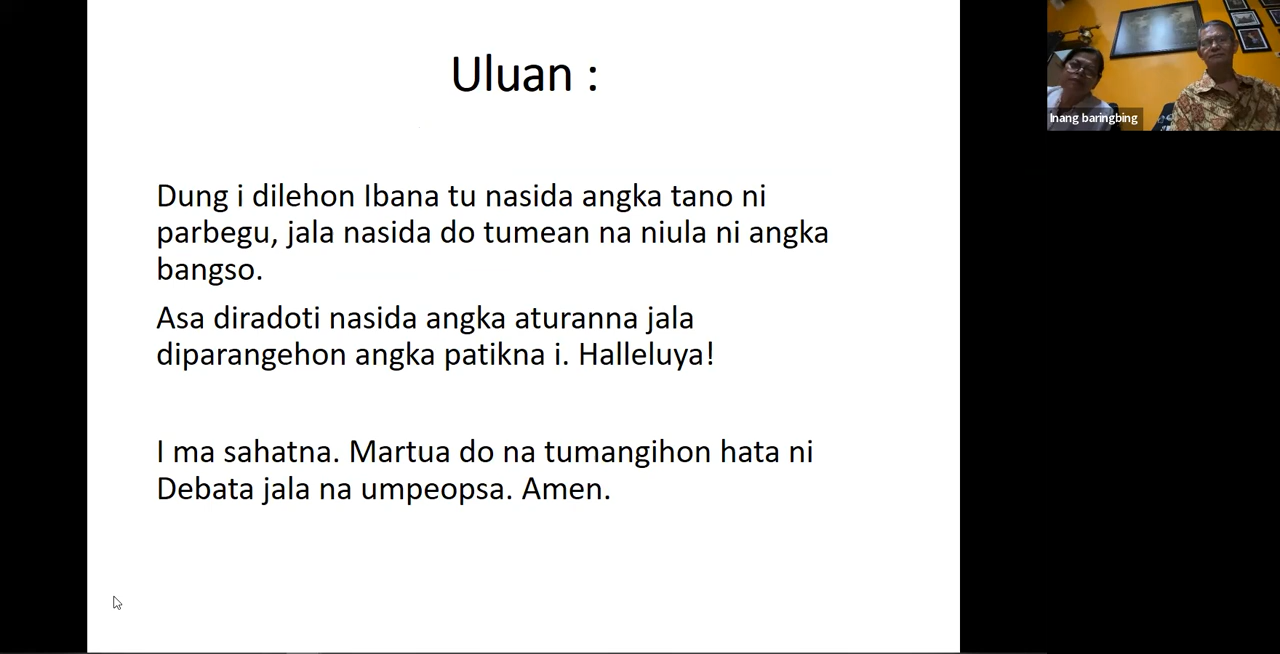 Uluan :
Dung i dilehon Ibana tu nasida angka tano ni
parbegu, jala nasida do tumean na niula ni angka
bangso.
Asa diradoti nasida angka aturanna jala
diparangehon angka patikna i. Halleluya!
I ma sahatna. Martua do na tumangihon hata ni
Debata jala na umpeopsa. Amen.
Inang baringbing